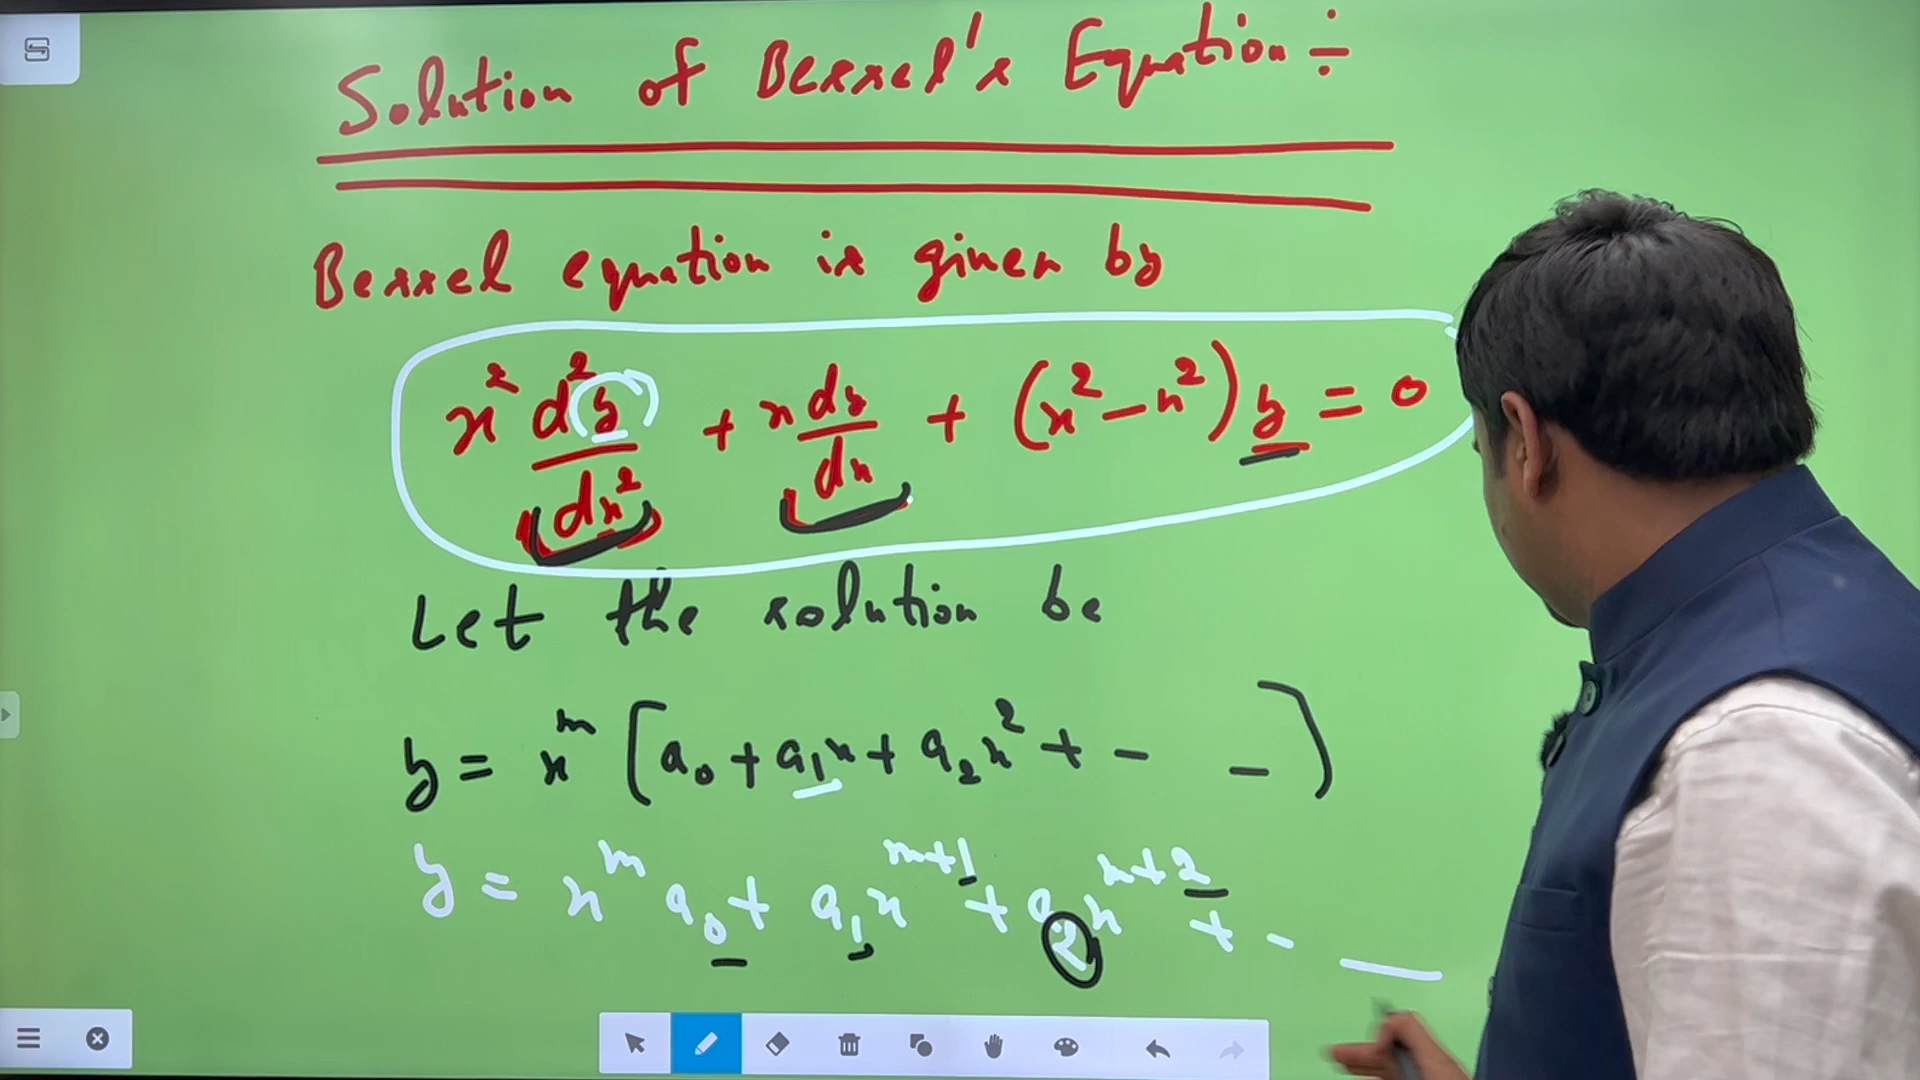 Solution of Bessel's Equation ÷
Bessel equation is given by
x² d²y/dx² + x dy/dx + (x² – n²) y = 0
Let the solution be
y = x^m [a₀ + a₁x + a₂x² + – – )
y = x^m a₀ + a₁x^(m+1) + a₂x^(m+2) + – —